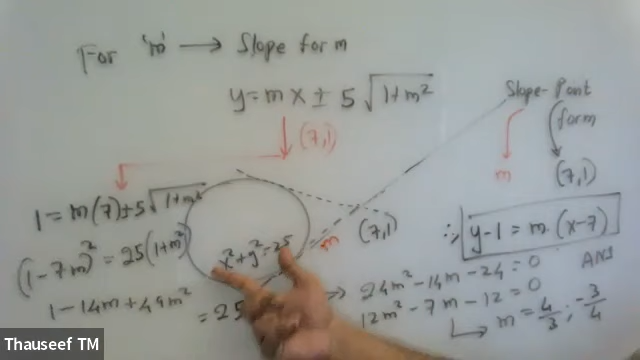 For 'm' → Slope form
y = mx ± 5 √(1+m²)
(7,1)
1 = m(7) ± 5 √(1+m²)
(1-7m)² = 25(1+m²)
1-14m+49m² = 25
x²+y²=25
m
(7,1)
Slope-Point
form
m
(7,1)
∴ y-1 = m(x-7)
Ans
⇒ 24m²-14m-24 = 0
12m²-7m-12 = 0
↳ m = 4/3 ; -3/4
Thauseef TM